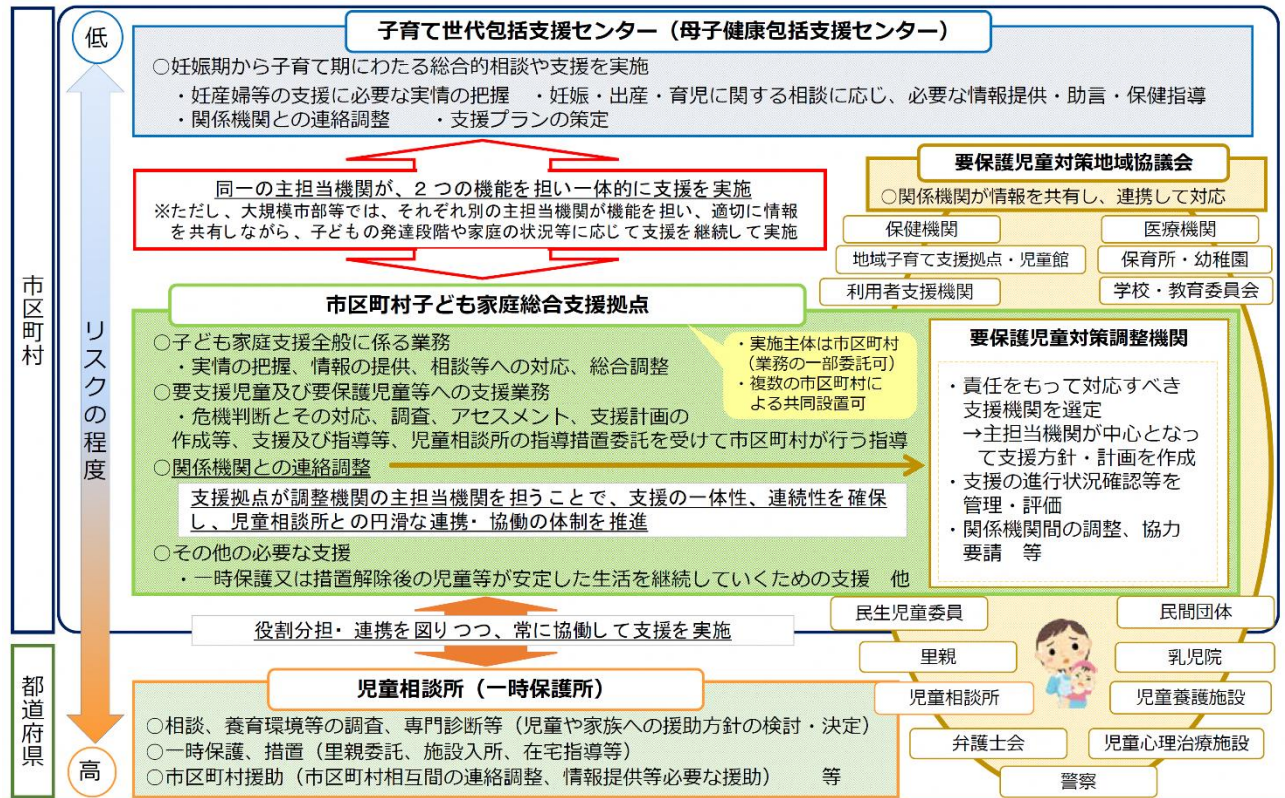 低
子育て世代包括支援センター（母子健康包括支援センター）
○妊娠期から子育て期にわたる総合的相談や支援を実施
・妊産婦等の支援に必要な実情の把握　・妊娠・出産・育児に関する相談に応じ、必要な情報提供・助言・保健指導
・関係機関との連絡調整　・支援プランの策定
同一の主担当機関が、２つの機能を担い一体的に支援を実施
※ただし、大規模市部等では、それぞれ別の主担当機関が機能を担い、適切に情報
を共有しながら、子どもの発達段階や家庭の状況等に応じて支援を継続して実施
市区町村
リスクの程度
市区町村子ども家庭総合支援拠点
○子ども家庭支援全般に係る業務
・実情の把握、情報の提供、相談等への対応、総合調整
○要支援児童及び要保護児童等への支援業務
・危機判断とその対応、調査、アセスメント、支援計画の
作成等、支援及び指導等、児童相談所の指導措置委託を受けて市区町村が行う指導
○関係機関との連絡調整
支援拠点が調整機関の主担当機関を担うことで、支援の一体性、連続性を確保
し、児童相談所との円滑な連携・協働の体制を推進
○その他の必要な支援
・一時保護又は措置解除後の児童等が安定した生活を継続していくための支援　他
・実施主体は市区町村
（業務の一部委託可）
・複数の市区町村に
よる共同設置可
要保護児童対策地域協議会
○関係機関が情報を共有し、連携して対応
保健機関
医療機関
地域子育て支援拠点・児童館
保育所・幼稚園
利用者支援機関
学校・教育委員会
要保護児童対策調整機関
・責任をもって対応すべき
支援機関を選定
→主担当機関が中心となっ
て支援方針・計画を作成
・支援の進行状況確認等を
管理・評価
・関係機関間の調整、協力
要請　等
民生児童委員
民間団体
里親
乳児院
児童相談所
児童養護施設
弁護士会
児童心理治療施設
警察
役割分担・連携を図りつつ、常に協働して支援を実施
都道府県
児童相談所（一時保護所）
○相談、養育環境等の調査、専門診断等（児童や家族への援助方針の検討・決定）
○一時保護、措置（里親委託、施設入所、在宅指導等）
○市区町村援助（市区町村相互間の連絡調整、情報提供等必要な援助）　等
高